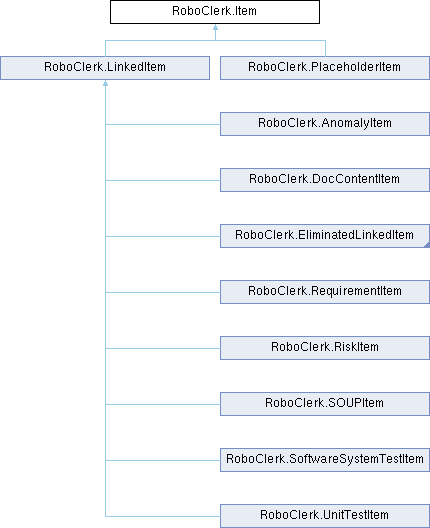 RoboClerk.Item
RoboClerk.LinkedItem
RoboClerk.PlaceholderItem
RoboClerk.AnomalyItem
RoboClerk.DocContentItem
RoboClerk.EliminatedLinkedItem
RoboClerk.RequirementItem
RoboClerk.RiskItem
RoboClerk.SOUPItem
RoboClerk.SoftwareSystemTestItem
RoboClerk.UnitTestItem